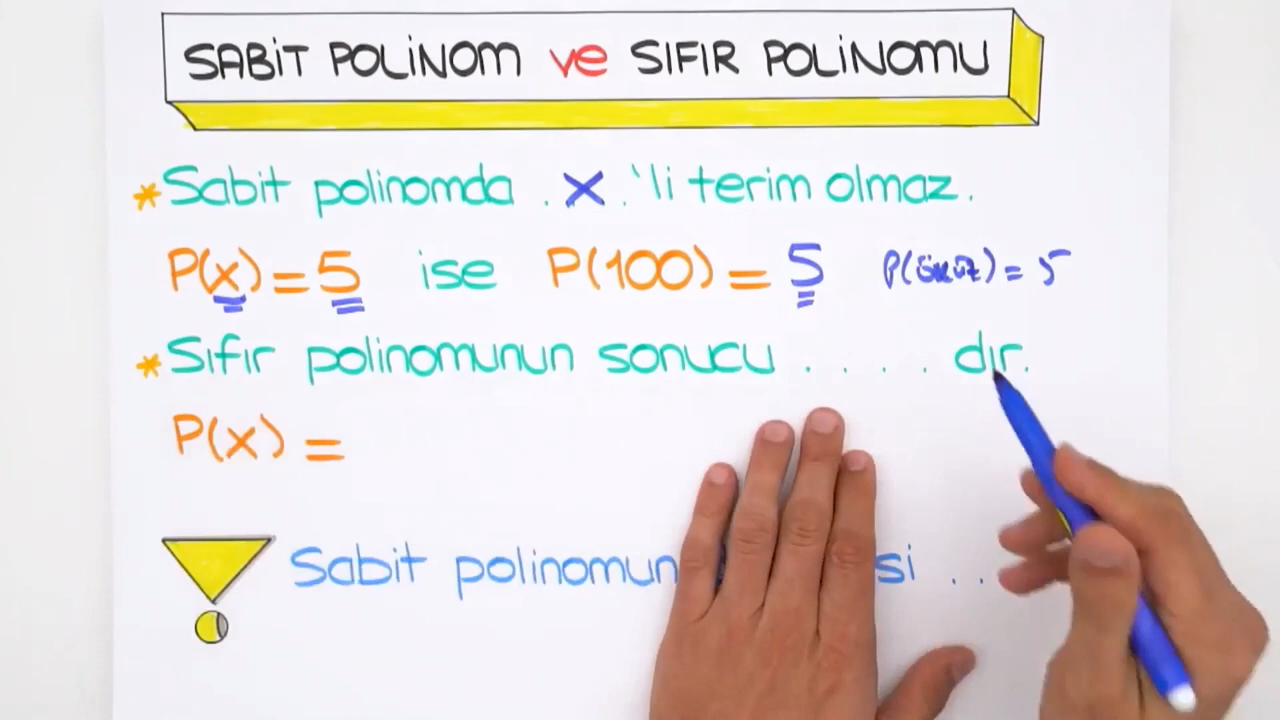 SABİT POLİNOM ve SIFIR POLİNOMU
* Sabit polinomda . X . 'li terim olmaz.
P(x) = 5 ise P(100) = 5 P( ) = 5
* Sıfır polinomunun sonucu . . . . dır.
P(x) =
Sabit polinomun si . .